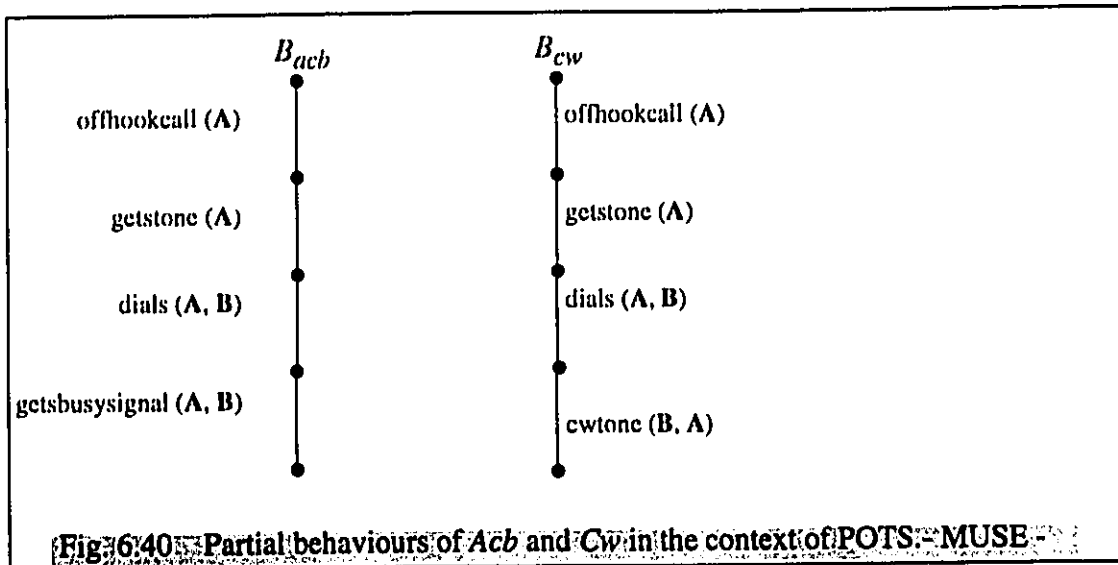 B_acb B_cw
offhookcall (A) offhookcall (A)
getstone (A) getstone (A)
dials (A, B) dials (A, B)
getsbusysignal (A, B) cwtone (B, A)
Fig. 6.40 Partial behaviours of Acb and Cw in the context of POTS.- MUSE -